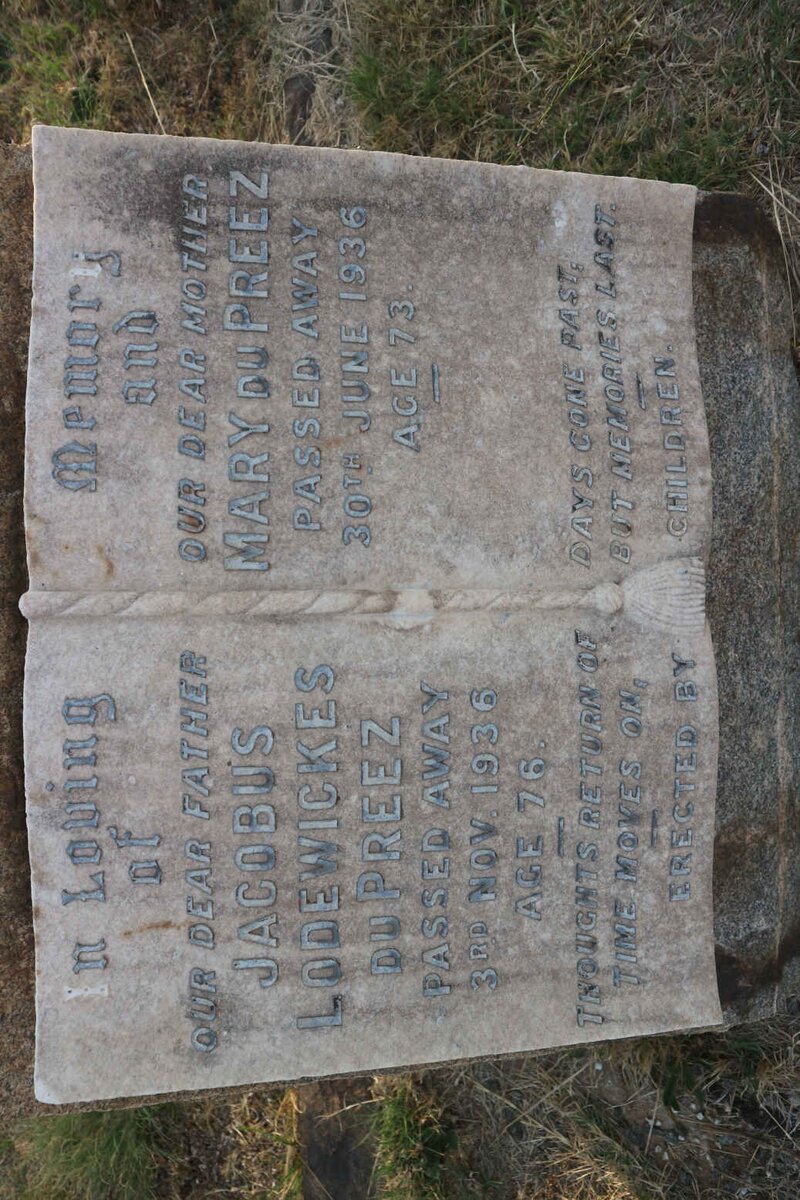 In Loving
of
OUR DEAR FATHER
JACOBUS
LODEWICKES
DU PREEZ
PASSED AWAY
3RD NOV. 1936
AGE 76.
THOUGHTS RETURN OF
TIME MOVES ON,
ERECTED BY
Memory
and
OUR DEAR MOTHER
MARY DU PREEZ
PASSED AWAY
30TH JUNE 1936
AGE 73.
DAYS GONE PAST,
BUT MEMORIES LAST.
CHILDREN.